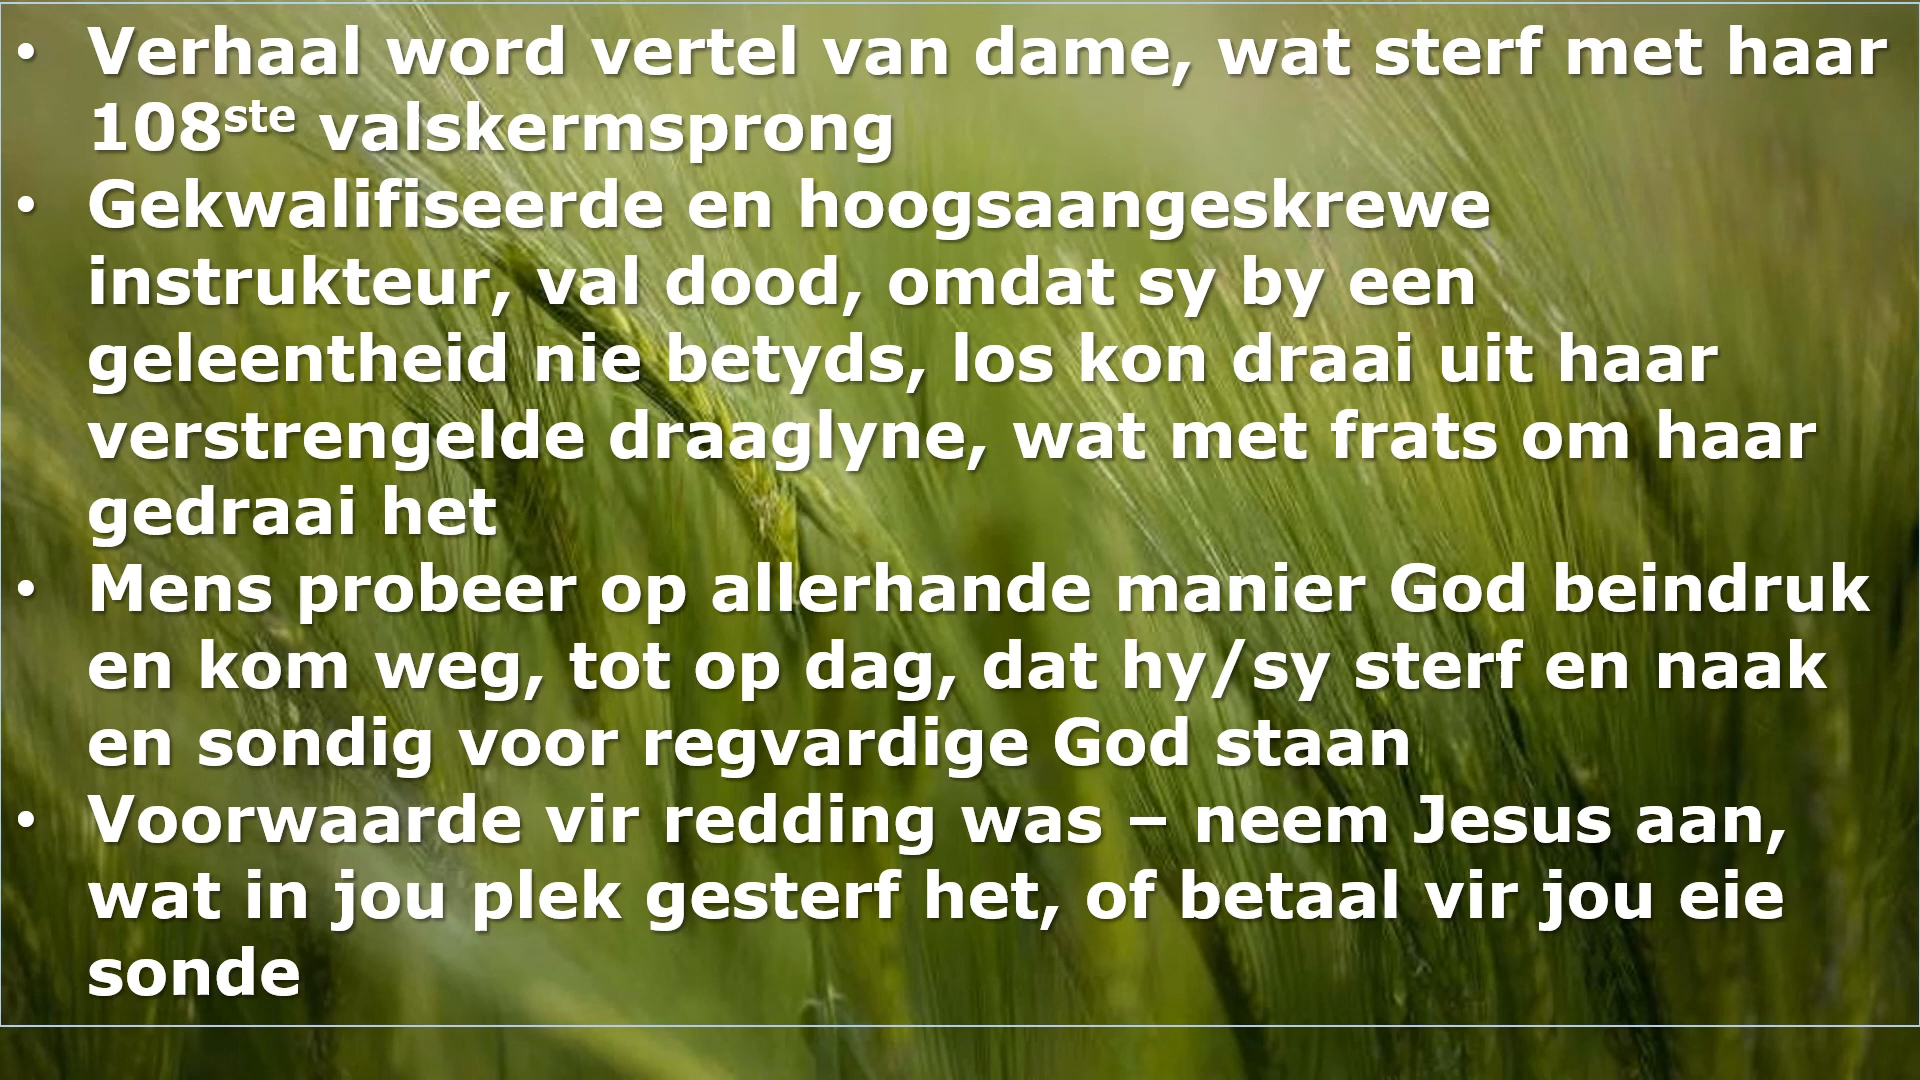 • Verhaal word vertel van dame, wat sterf met haar
108ste valskermsprong
• Gekwalifiseerde en hoogsaangeskrewe
instrukteur, val dood, omdat sy by een
geleentheid nie betyds, los kon draai uit haar
verstrengelde draaglyne, wat met frats om haar
gedraai het
• Mens probeer op allerhande manier God beindruk
en kom weg, tot op dag, dat hy/sy sterf en naak
en sondig voor regvardige God staan
• Voorwaarde vir redding was – neem Jesus aan,
wat in jou plek gesterf het, of betaal vir jou eie
sonde